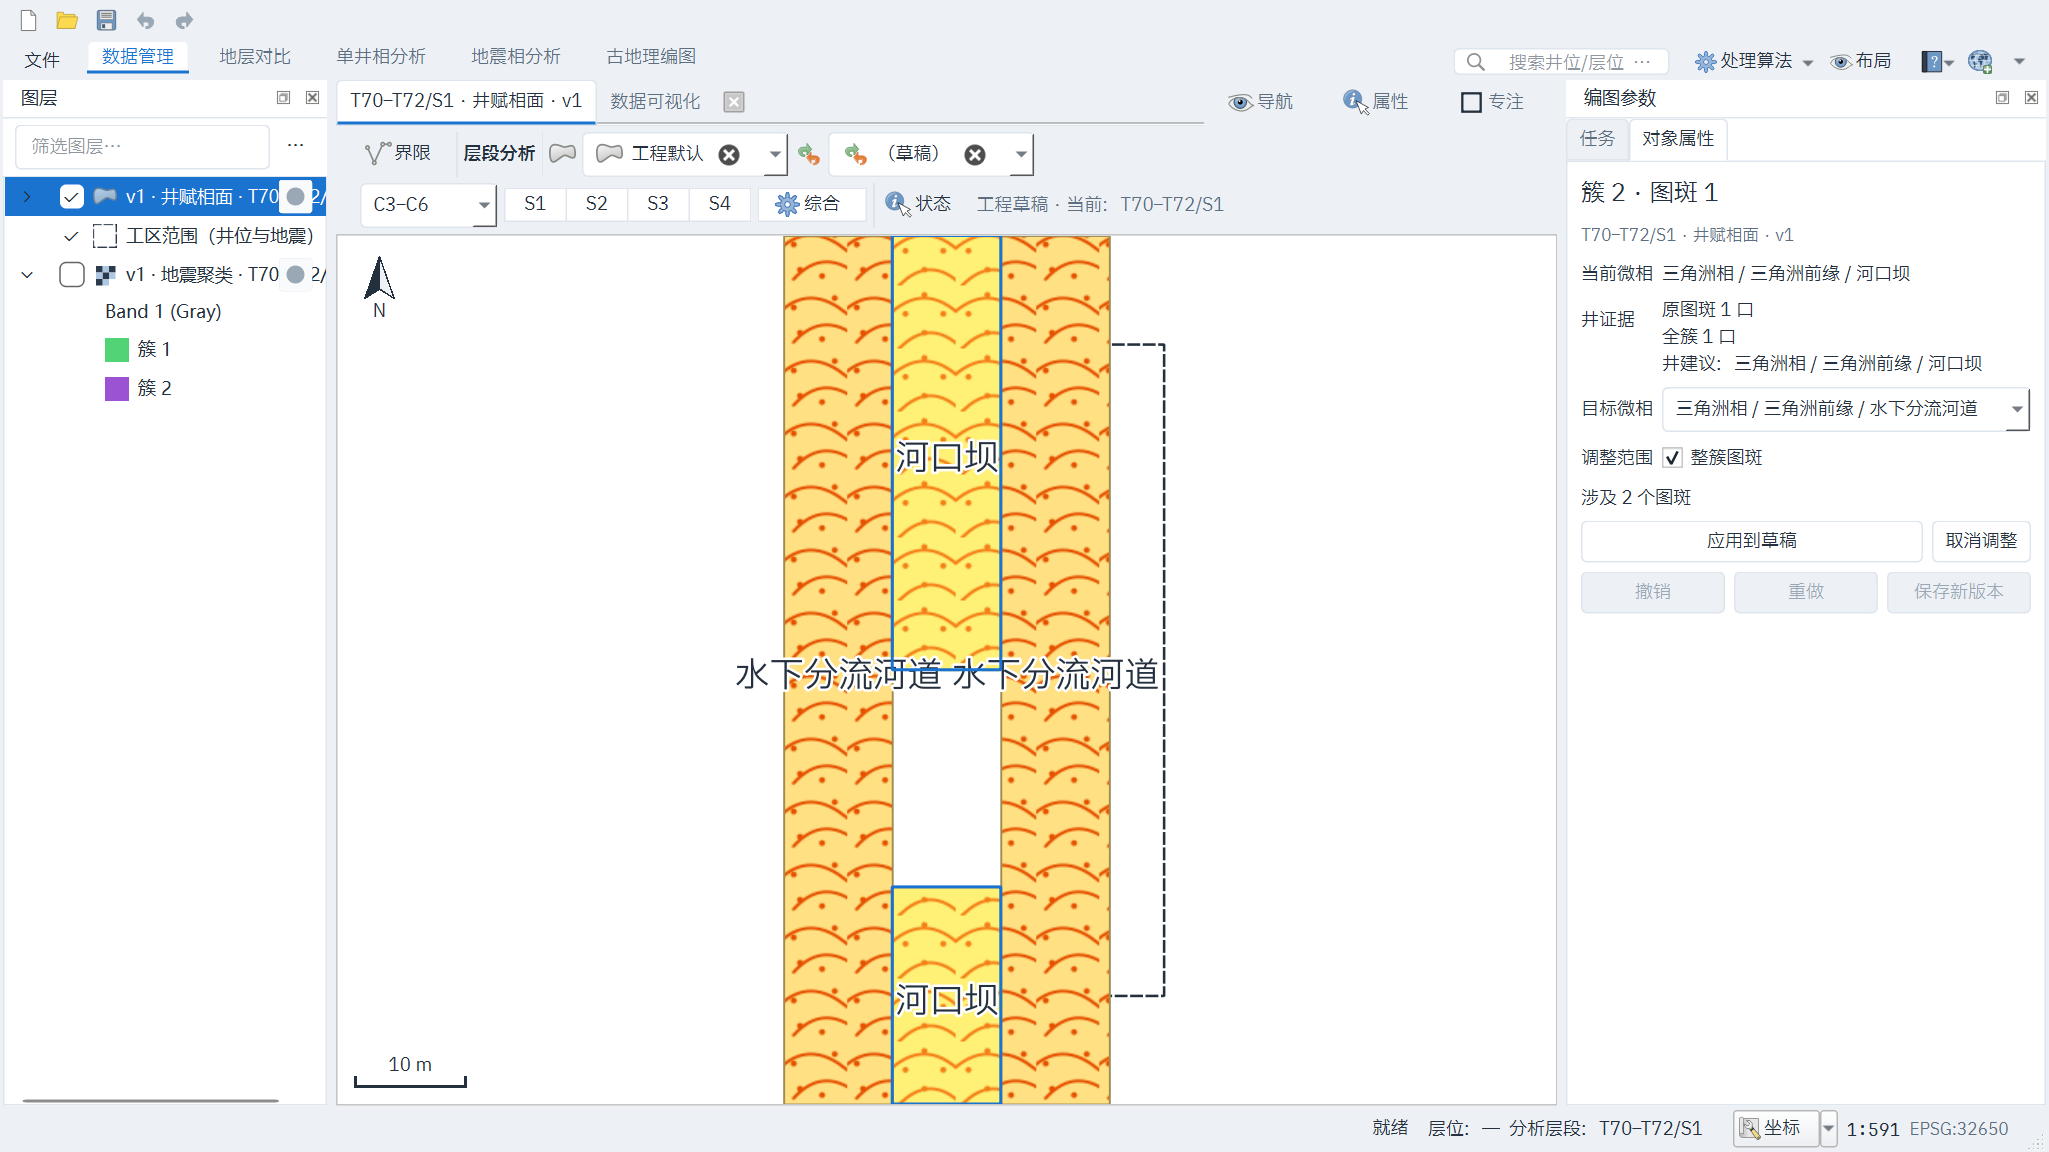 文件
数据管理
地层对比
单井相分析
地震相分析
古地理编图
搜索井位/层位 …
处理算法
布局
图层
筛选图层…
…
v1 · 井赋相面 · T70
2/
工区范围（井位与地震）
v1 · 地震聚类 · T70
2/
Band 1 (Gray)
簇 1
簇 2
T70–T72/S1 · 井赋相面 · v1
数据可视化
导航
属性
专注
界限
层段分析
工程默认
（草稿）
C3–C6
S1
S2
S3
S4
综合
状态
工程草稿 · 当前: T70–T72/S1
N
河口坝
水下分流河道
水下分流河道
河口坝
10 m
编图参数
任务
对象属性
簇 2 · 图斑 1
T70–T72/S1 · 井赋相面 · v1
当前微相 三角洲相 / 三角洲前缘 / 河口坝
井证据
原图斑 1 口
全簇 1 口
井建议: 三角洲相 / 三角洲前缘 / 河口坝
目标微相 三角洲相 / 三角洲前缘 / 水下分流河道
调整范围 整簇图斑
涉及 2 个图斑
应用到草稿
取消调整
撤销
重做
保存新版本
就绪
层位: —
分析层段: T70–T72/S1
坐标
1:591
EPSG:32650